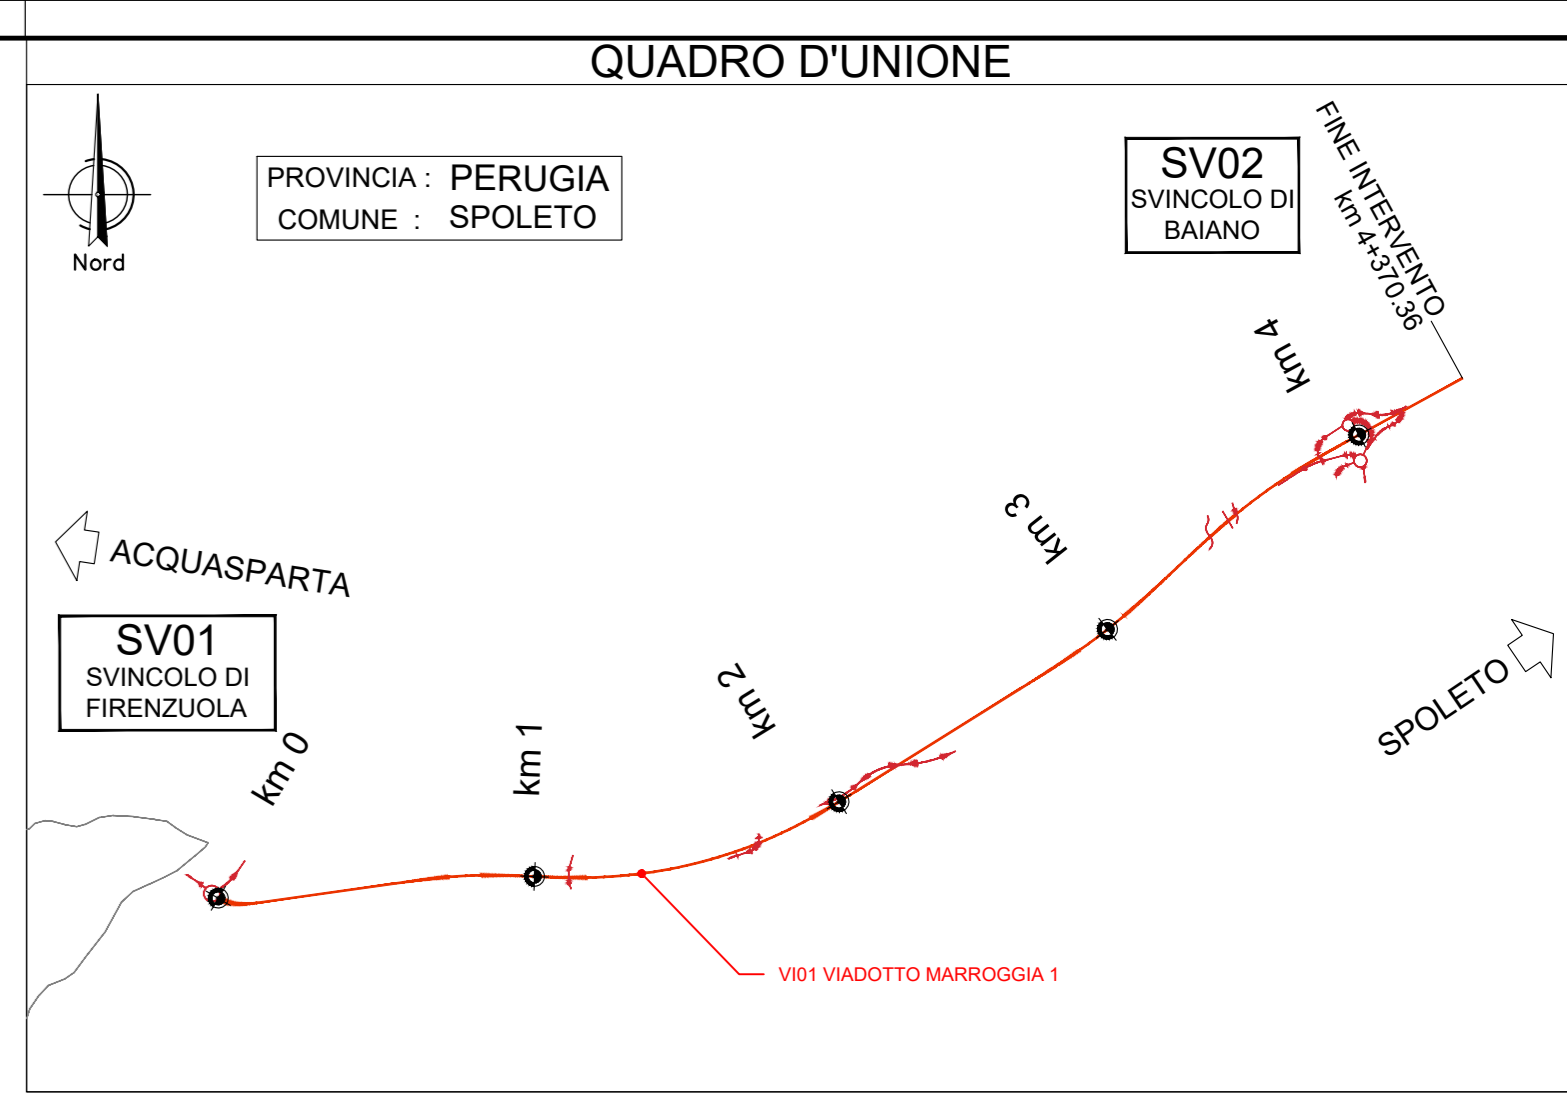 QUADRO D'UNIONE
Nord
PROVINCIA : PERUGIA
COMUNE : SPOLETO
SV02
SVINCOLO DI
BAIANO
FINE INTERVENTO
km 4+370.36
km 4
km 3
ACQUASPARTA
SV01
SVINCOLO DI
FIRENZUOLA
km 2
km 1
km 0
SPOLETO
VI01 VIADOTTO MARROGGIA 1